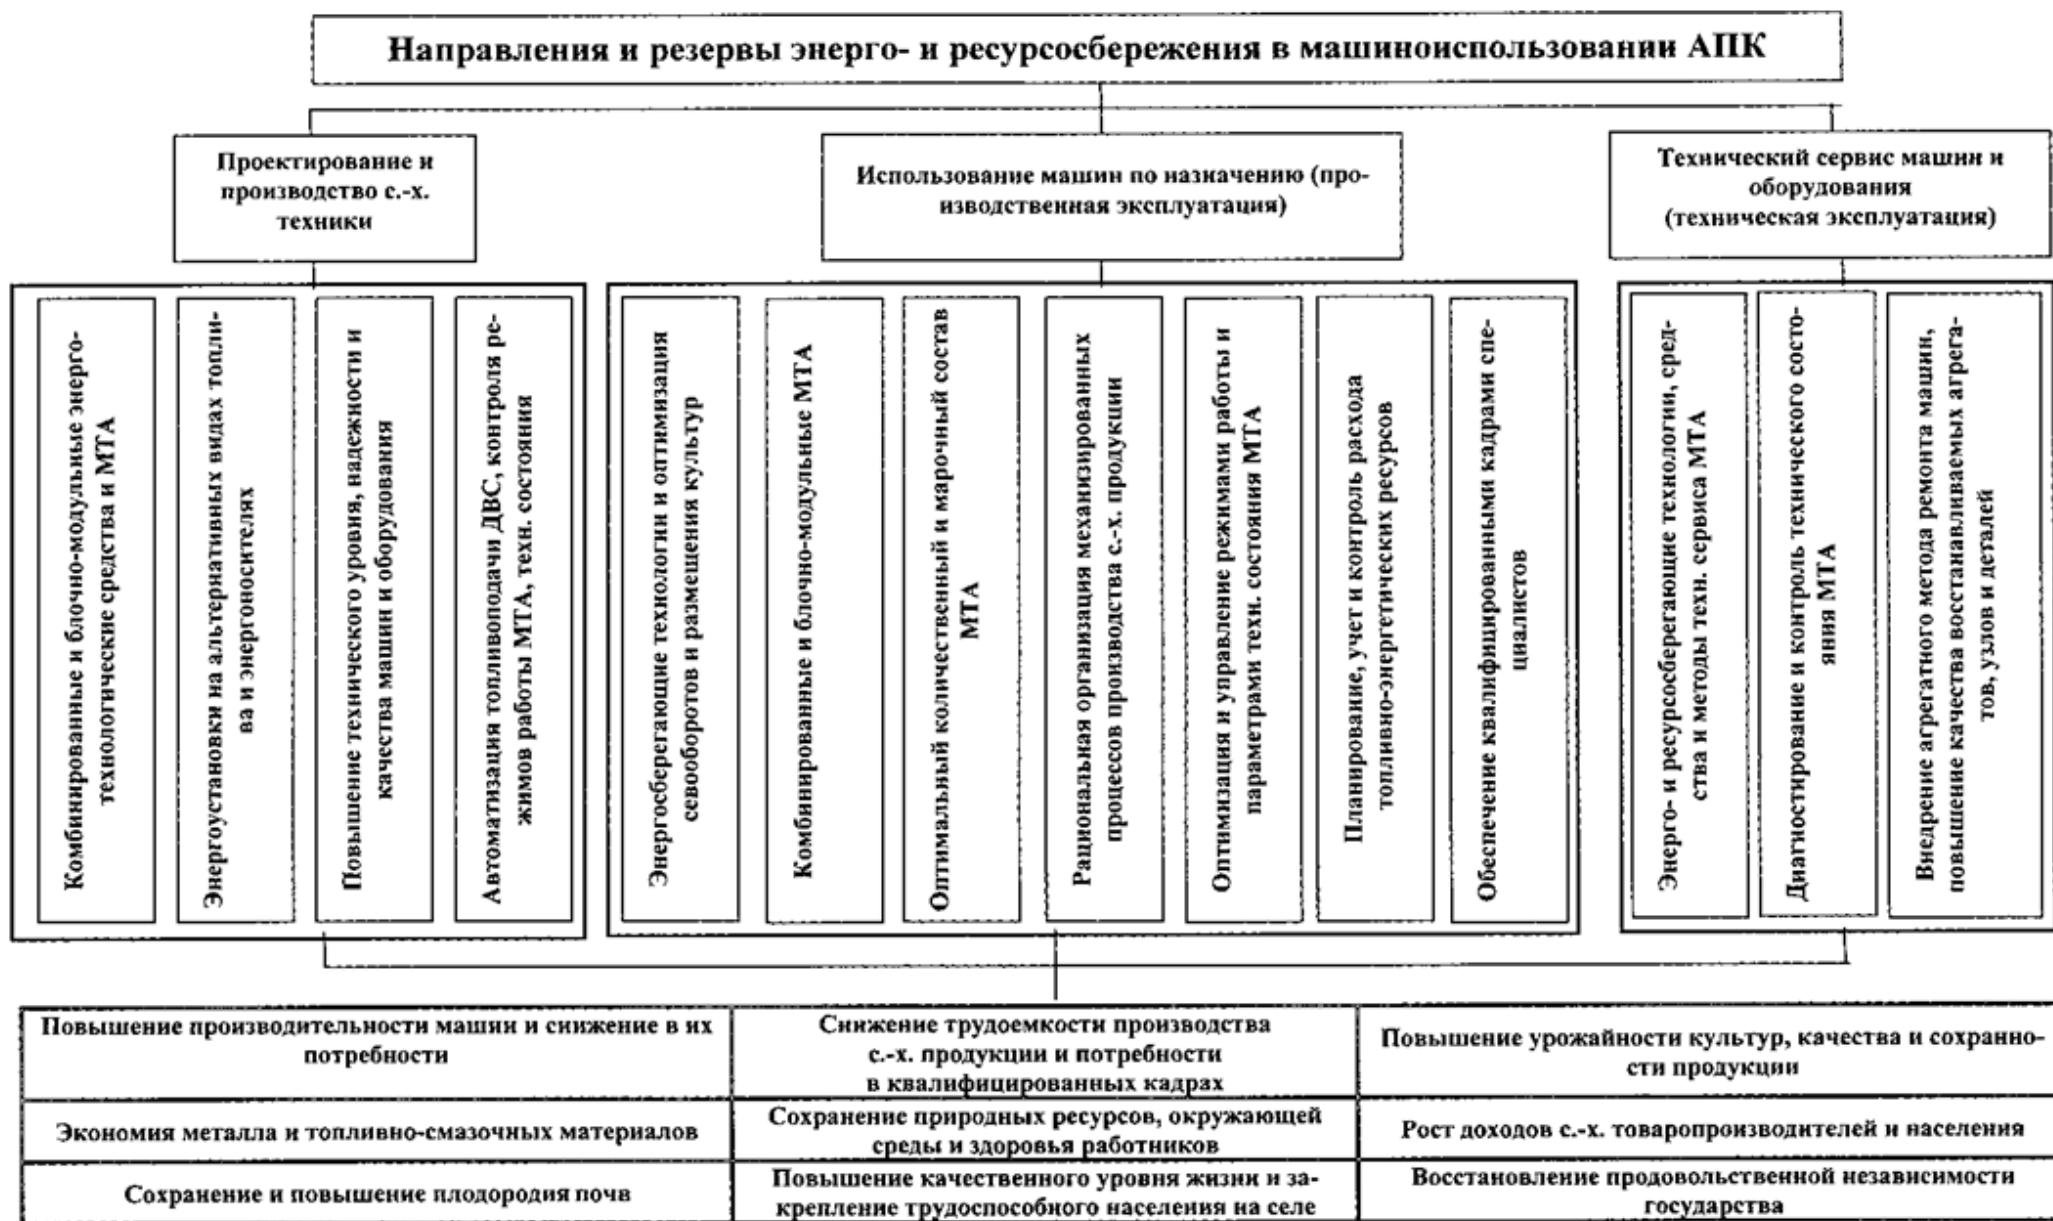 Направления и резервы энерго- и ресурсосбережения в машиноиспользовании АПК
Проектирование и
производство с.-х.
техники
Использование машин по назначению (про-
изводственная эксплуатация)
Технический сервис машин и
оборудования
(техническая эксплуатация)
Комбинированные и блочно-модульные энерго-
технологические средства и МТА
Энергоустановки на альтернативных видах топли-
ва и энергоносителях
Повышение технического уровня, надежности и
качества машин и оборудования
Автоматизация топливоподачи ДВС, контроля ре-
жимов работы МТА, техн. состояния
Энергосберегающие технологии и оптимизация
севооборотов и размещения культур
Комбинированные и блочно-модульные МТА
Оптимальный количественный и марочный состав
МТА
Рациональная организация механизированных
процессов производства с.-х. продукции
Оптимизация и управление режимами работы и
параметрами техн. состояния МТА
Планирование, учет и контроль расхода
топливно-энергетических ресурсов
Обеспечение квалифицированными кадрами спе-
циалистов
Энерго- и ресурсосберегающие технологии, сред-
ства и методы техн. сервиса МТА
Диагностирование и контроль технического состо-
яния МТА
Внедрение агрегатного метода ремонта машин,
повышение качества восстанавливаемых агрега-
тов, узлов и деталей
Повышение производительности машин и снижение в их
потребности
Снижение трудоемкости производства
с.-х. продукции и потребности
в квалифицированных кадрах
Повышение урожайности культур, качества и сохранно-
сти продукции
Экономия металла и топливно-смазочных материалов
Сохранение природных ресурсов, окружающей
среды и здоровья работников
Рост доходов с.-х. товаропроизводителей и населения
Сохранение и повышение плодородия почв
Повышение качественного уровня жизни и за-
крепление трудоспособного населения на селе
Восстановление продовольственной независимости
государства